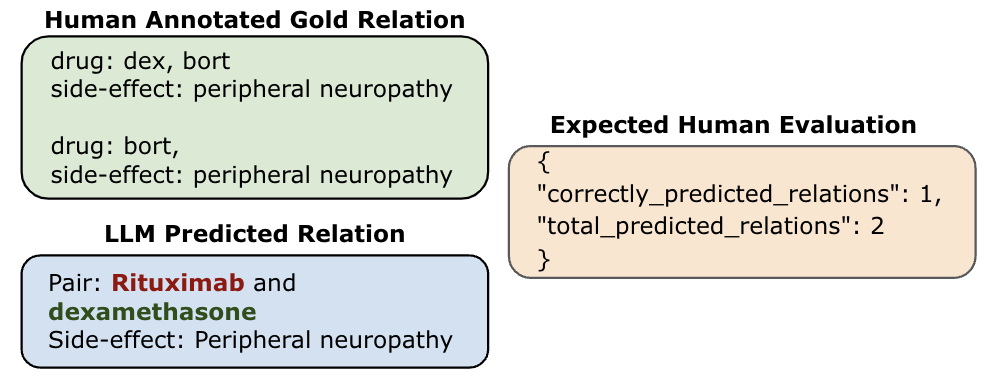 Human Annotated Gold Relation
drug: dex, bort
side-effect: peripheral neuropathy
drug: bort,
side-effect: peripheral neuropathy
LLM Predicted Relation
Pair: Rituximab and
dexamethasone
Side-effect: Peripheral neuropathy
Expected Human Evaluation
{
"correctly_predicted_relations": 1,
"total_predicted_relations": 2
}